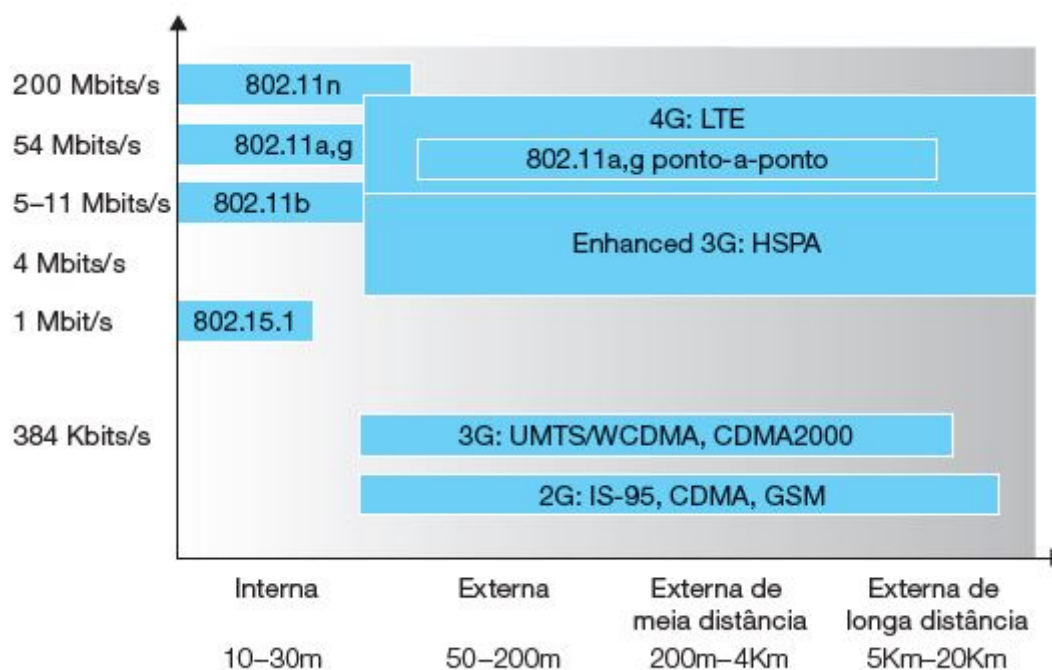 200 Mbits/s
802.11n
54 Mbits/s
802.11a,g
4G: LTE
802.11a,g ponto-a-ponto
5–11 Mbits/s
802.11b
Enhanced 3G: HSPA
4 Mbits/s
1 Mbit/s
802.15.1
384 Kbits/s
3G: UMTS/WCDMA, CDMA2000
2G: IS-95, CDMA, GSM
Interna
10–30m
Externa
50–200m
Externa de
meia distância
200m–4Km
Externa de
longa distância
5Km–20Km